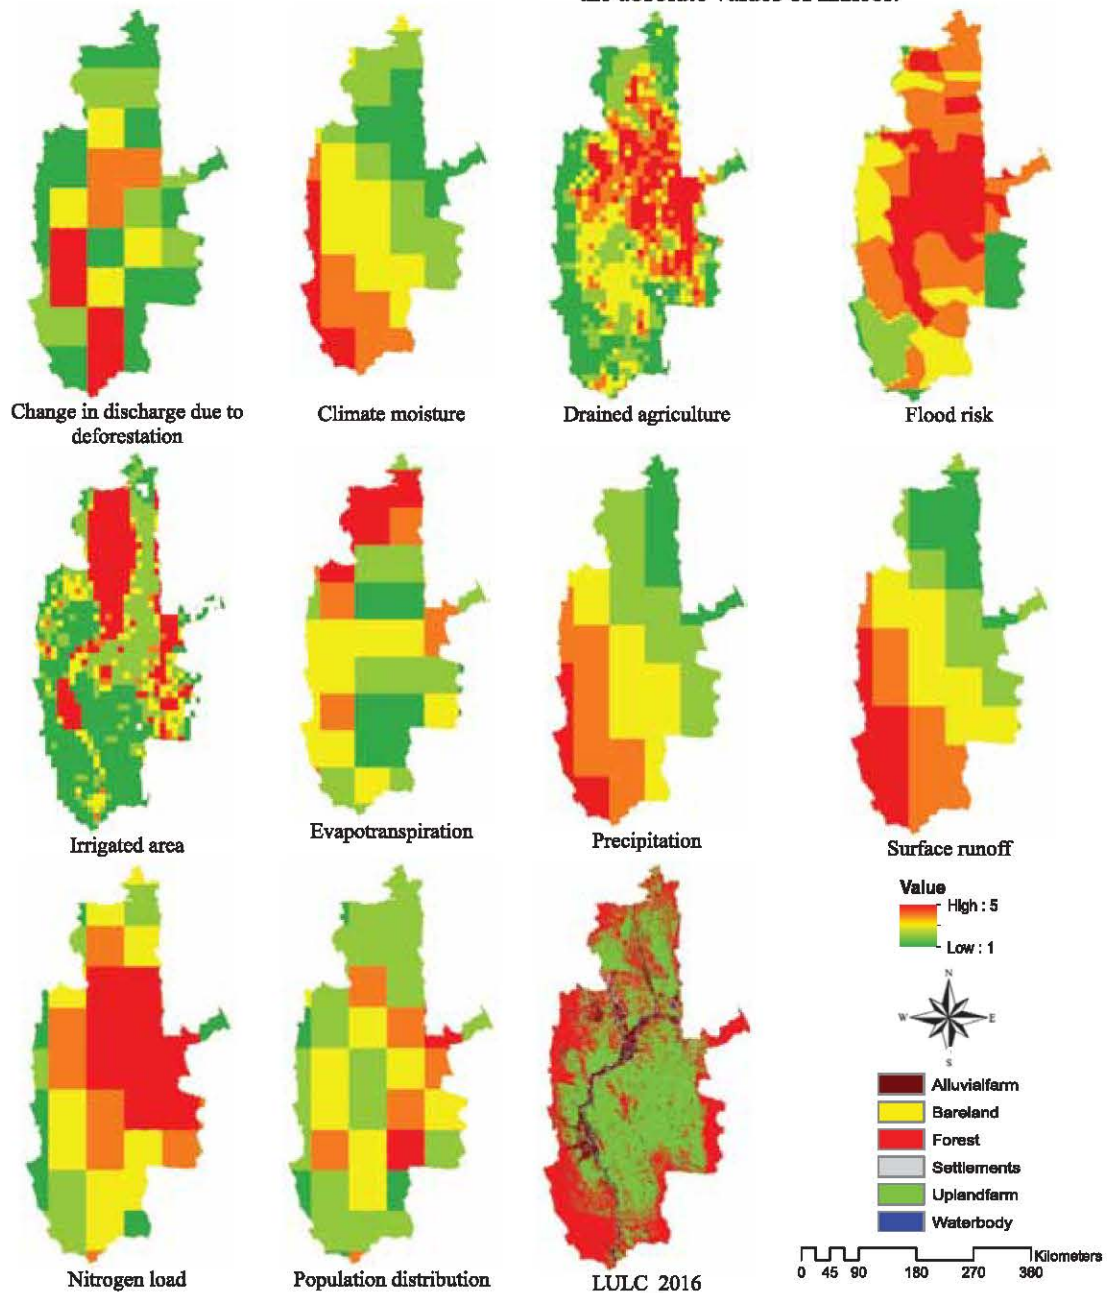 Change in discharge due to
deforestation
Climate moisture
Drained agriculture
Flood risk
Irrigated area
Evapotranspiration
Precipitation
Surface runoff
Nitrogen load
Population distribution
LULC 2016
Value
High : 5
Low : 1
N
W
E
S
Alluvialfarm
Bareland
Forest
Settlements
Uplandfarm
Waterbody
Kilometers
0 45 90 180 270 360